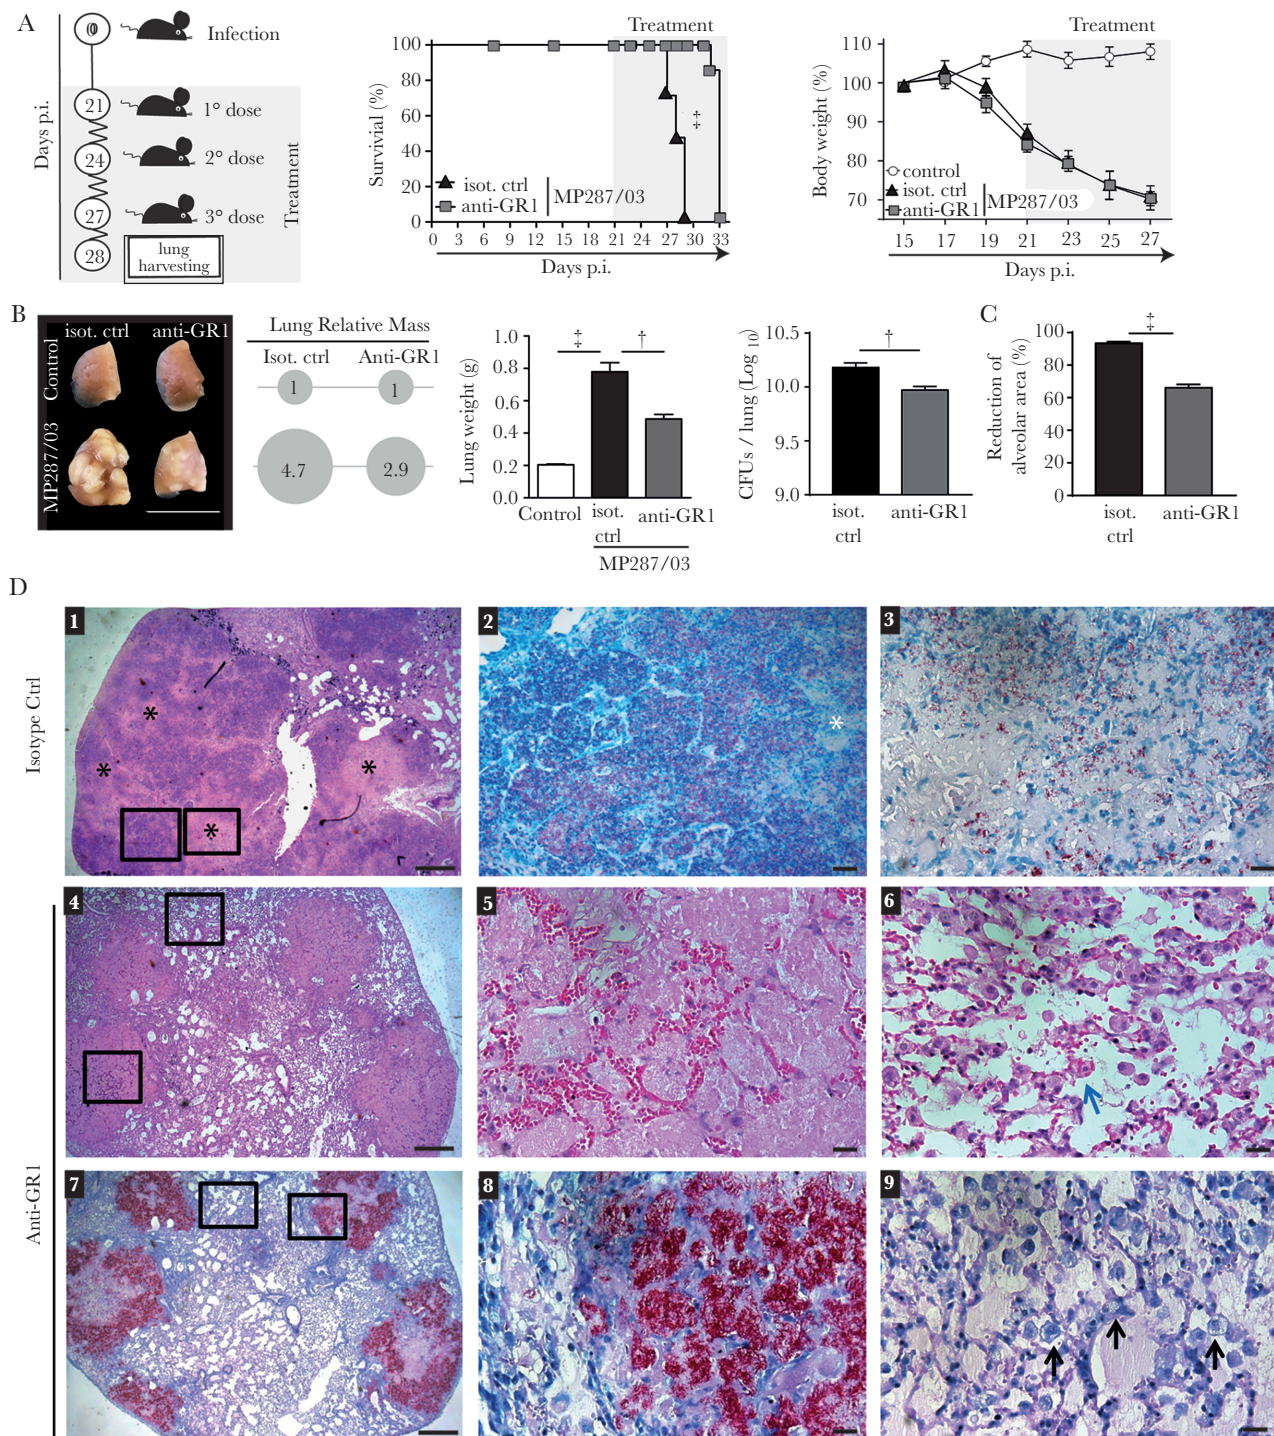 A
Days p.i.
0
Infection
21
1° dose
24
2° dose
27
3° dose
28
lung
harvesting
Treatment
Treatment
Survivial (%)
100
80
60
40
20
0
‡
isot. ctrl
anti-GR1
MP287/03
0 3 6 9 12 15 18 21 24 27 30 33
Days p.i.
Treatment
Body weight (%)
110
100
90
80
70
control
isot. ctrl
anti-GR1
MP287/03
15 17 19 21 23 25 27
Days p.i.
B
isot. ctrl anti-GR1
Control
MP287/03
Lung Relative Mass
Isot. ctrl Anti-GR1
1 1
4.7 2.9
Lung weight (g)
1.0
0.8
0.6
0.4
0.2
0.0
‡ †
Control isot. ctrl anti-GR1
MP287/03
CFUs / lung (Log 10)
10.5
10.0
9.5
9.0
†
isot. ctrl anti-GR1
C
Reduction of
alveolar area (%)
100
80
60
40
20
0
‡
isot. ctrl anti-GR1
D
Isotype Ctrl
1
*
*
*
*
2
*
3
Anti-GR1
4
5
6
7
8
9